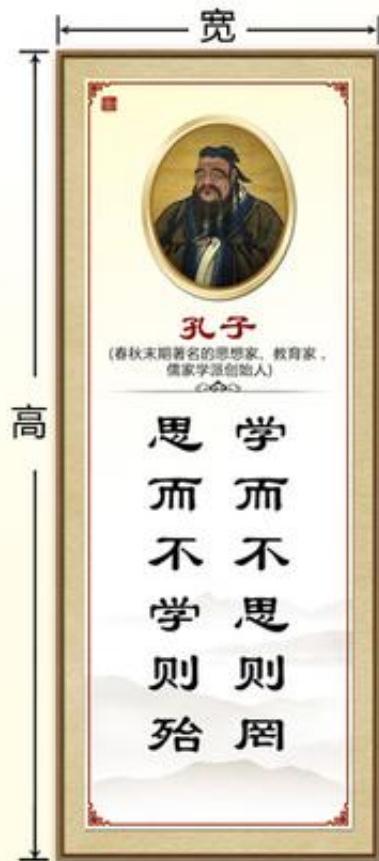 宽
高
孔子
(春秋末期著名的思想家、教育家，
儒家学派创始人)
学而不思则罔
思而不学则殆